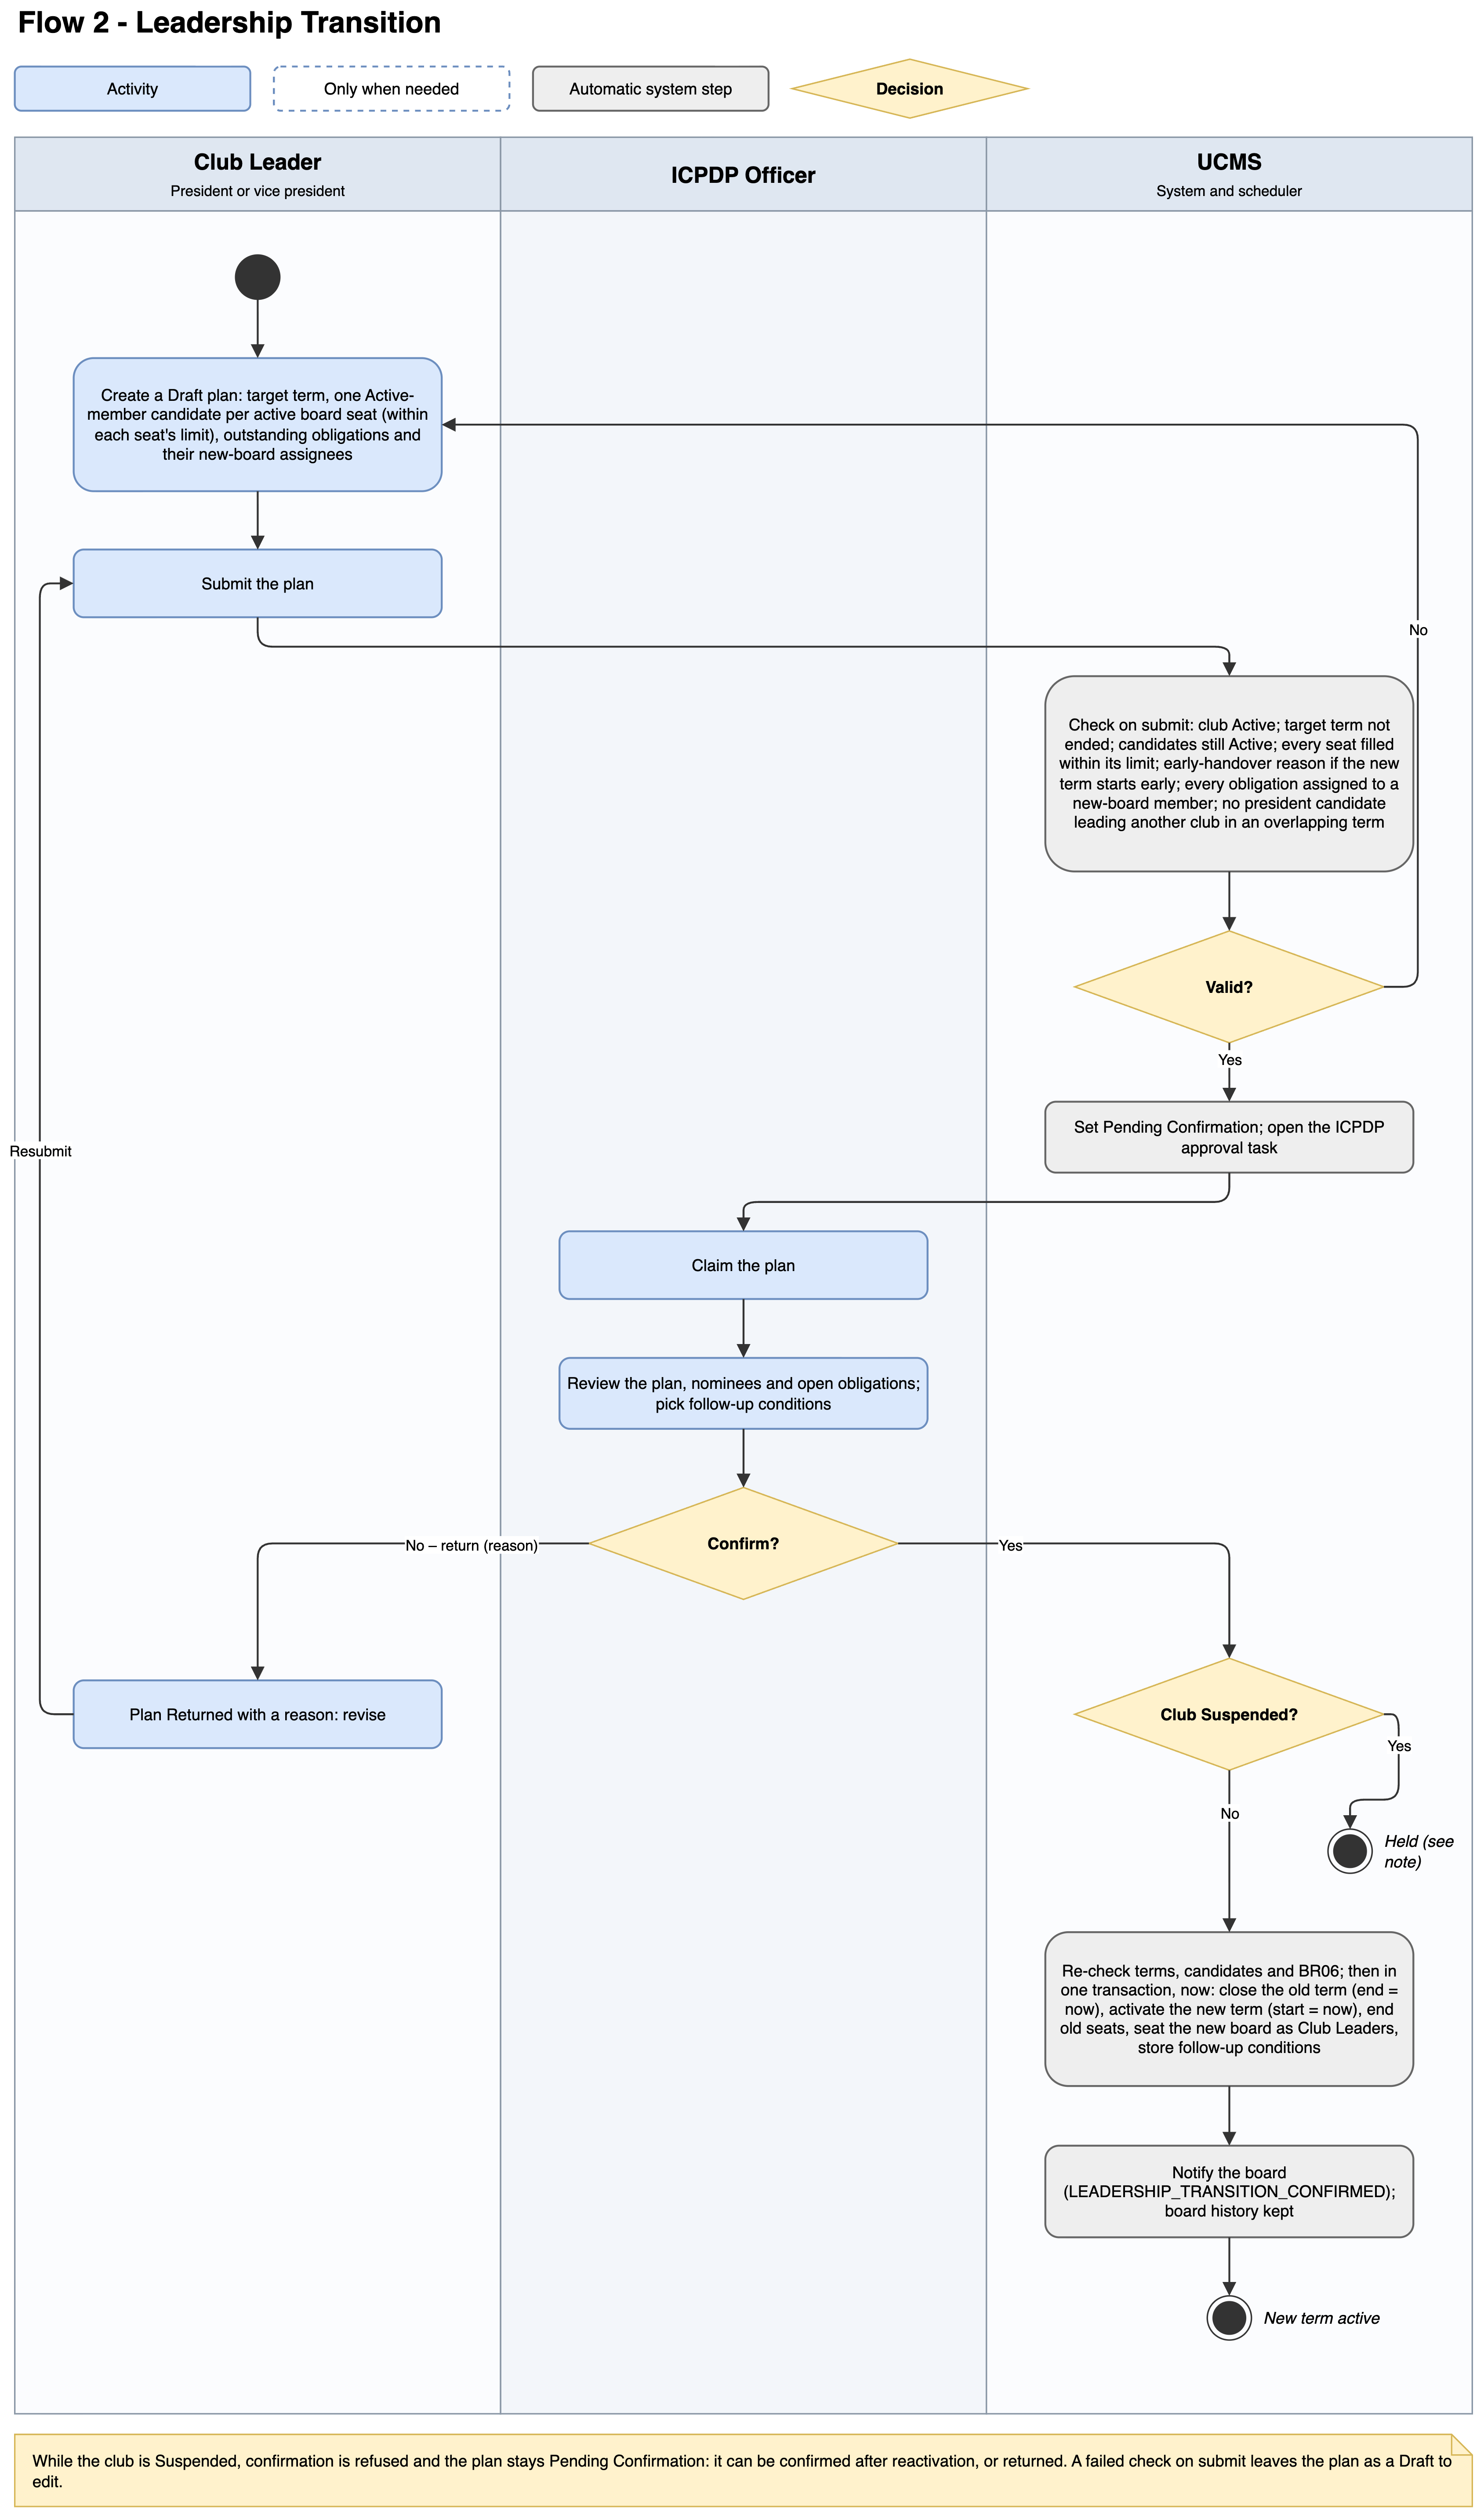 Flow 2 - Leadership Transition
Activity
Only when needed
Automatic system step
Decision
Club Leader
President or vice president
ICPDP Officer
UCMS
System and scheduler
Create a Draft plan: target term, one Active-
member candidate per active board seat (within
each seat's limit), outstanding obligations and
their new-board assignees
Submit the plan
No
Check on submit: club Active; target term not
ended; candidates still Active; every seat filled
within its limit; early-handover reason if the new
term starts early; every obligation assigned to a
new-board member; no president candidate
leading another club in an overlapping term
Valid?
Yes
Set Pending Confirmation; open the ICPDP
approval task
Resubmit
Claim the plan
Review the plan, nominees and open obligations;
pick follow-up conditions
Confirm?
No – return (reason)
Yes
Plan Returned with a reason: revise
Club Suspended?
Yes
No
Held (see
note)
Re-check terms, candidates and BR06; then in
one transaction, now: close the old term (end =
now), activate the new term (start = now), end
old seats, seat the new board as Club Leaders,
store follow-up conditions
Notify the board
(LEADERSHIP_TRANSITION_CONFIRMED);
board history kept
New term active
While the club is Suspended, confirmation is refused and the plan stays Pending Confirmation: it can be confirmed after reactivation, or returned. A failed check on submit leaves the plan as a Draft to
edit.